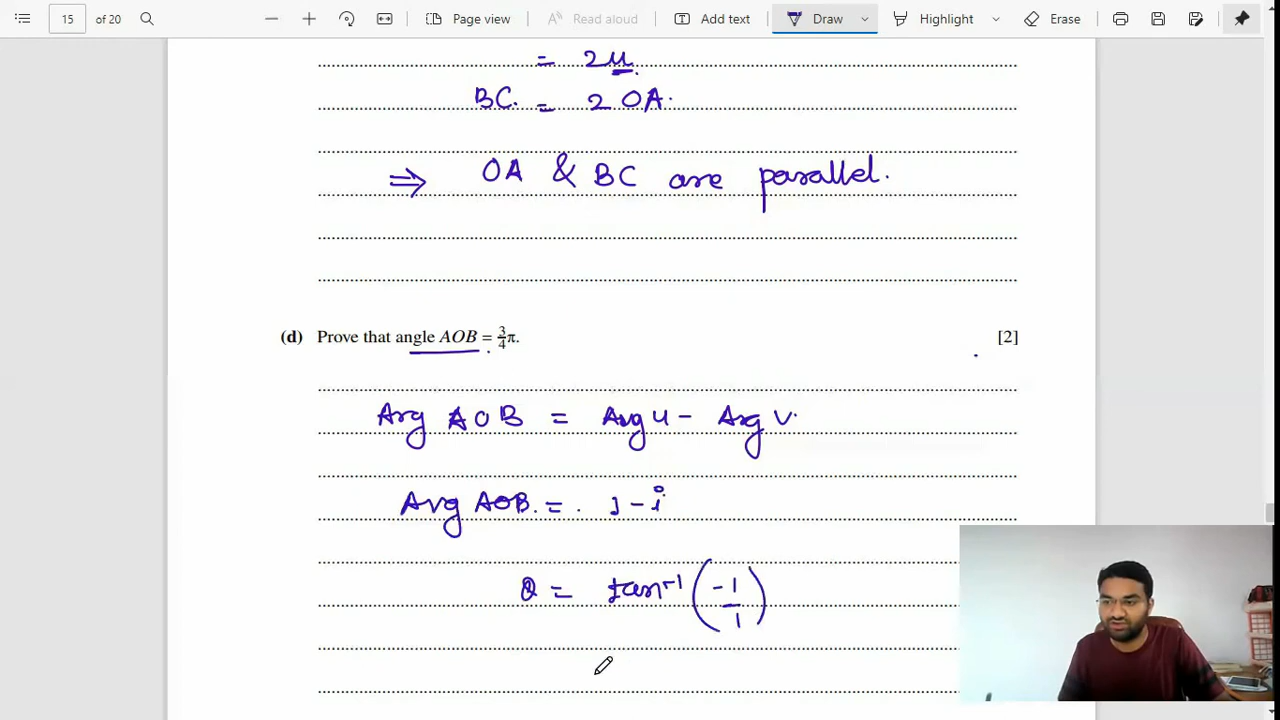 15 of 20 Page view Read aloud Add text Draw Highlight Erase
= 2u
BC. = 2 OA.
⇒ OA & BC are parallel.
(d) Prove that angle AOB = 3/4 π. [2]
Arg AOB = Arg u - Arg v.
Arg AOB. = . 1 - i
θ = tan⁻¹ (-1/1)